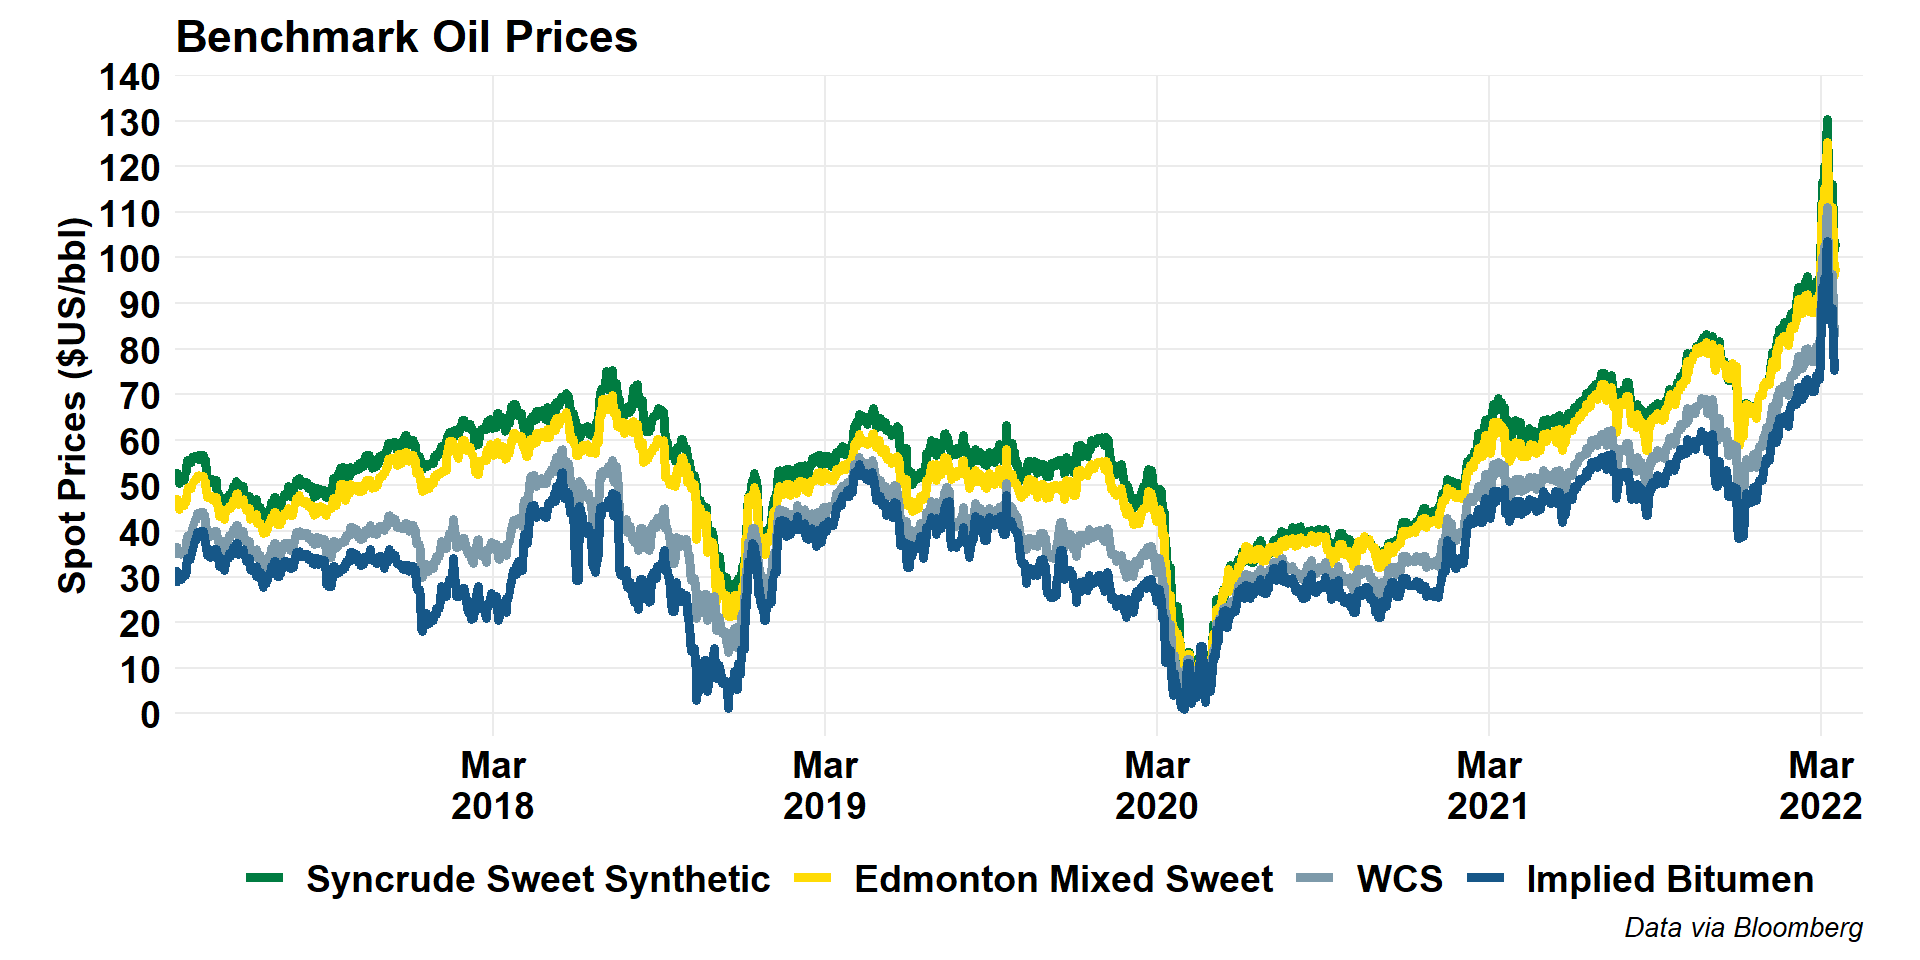 Benchmark Oil Prices
Spot Prices ($US/bbl)
140
130
120
110
100
90
80
70
60
50
40
30
20
10
0
Mar
2018
Mar
2019
Mar
2020
Mar
2021
Mar
2022
Syncrude Sweet Synthetic
Edmonton Mixed Sweet
WCS
Implied Bitumen
Data via Bloomberg